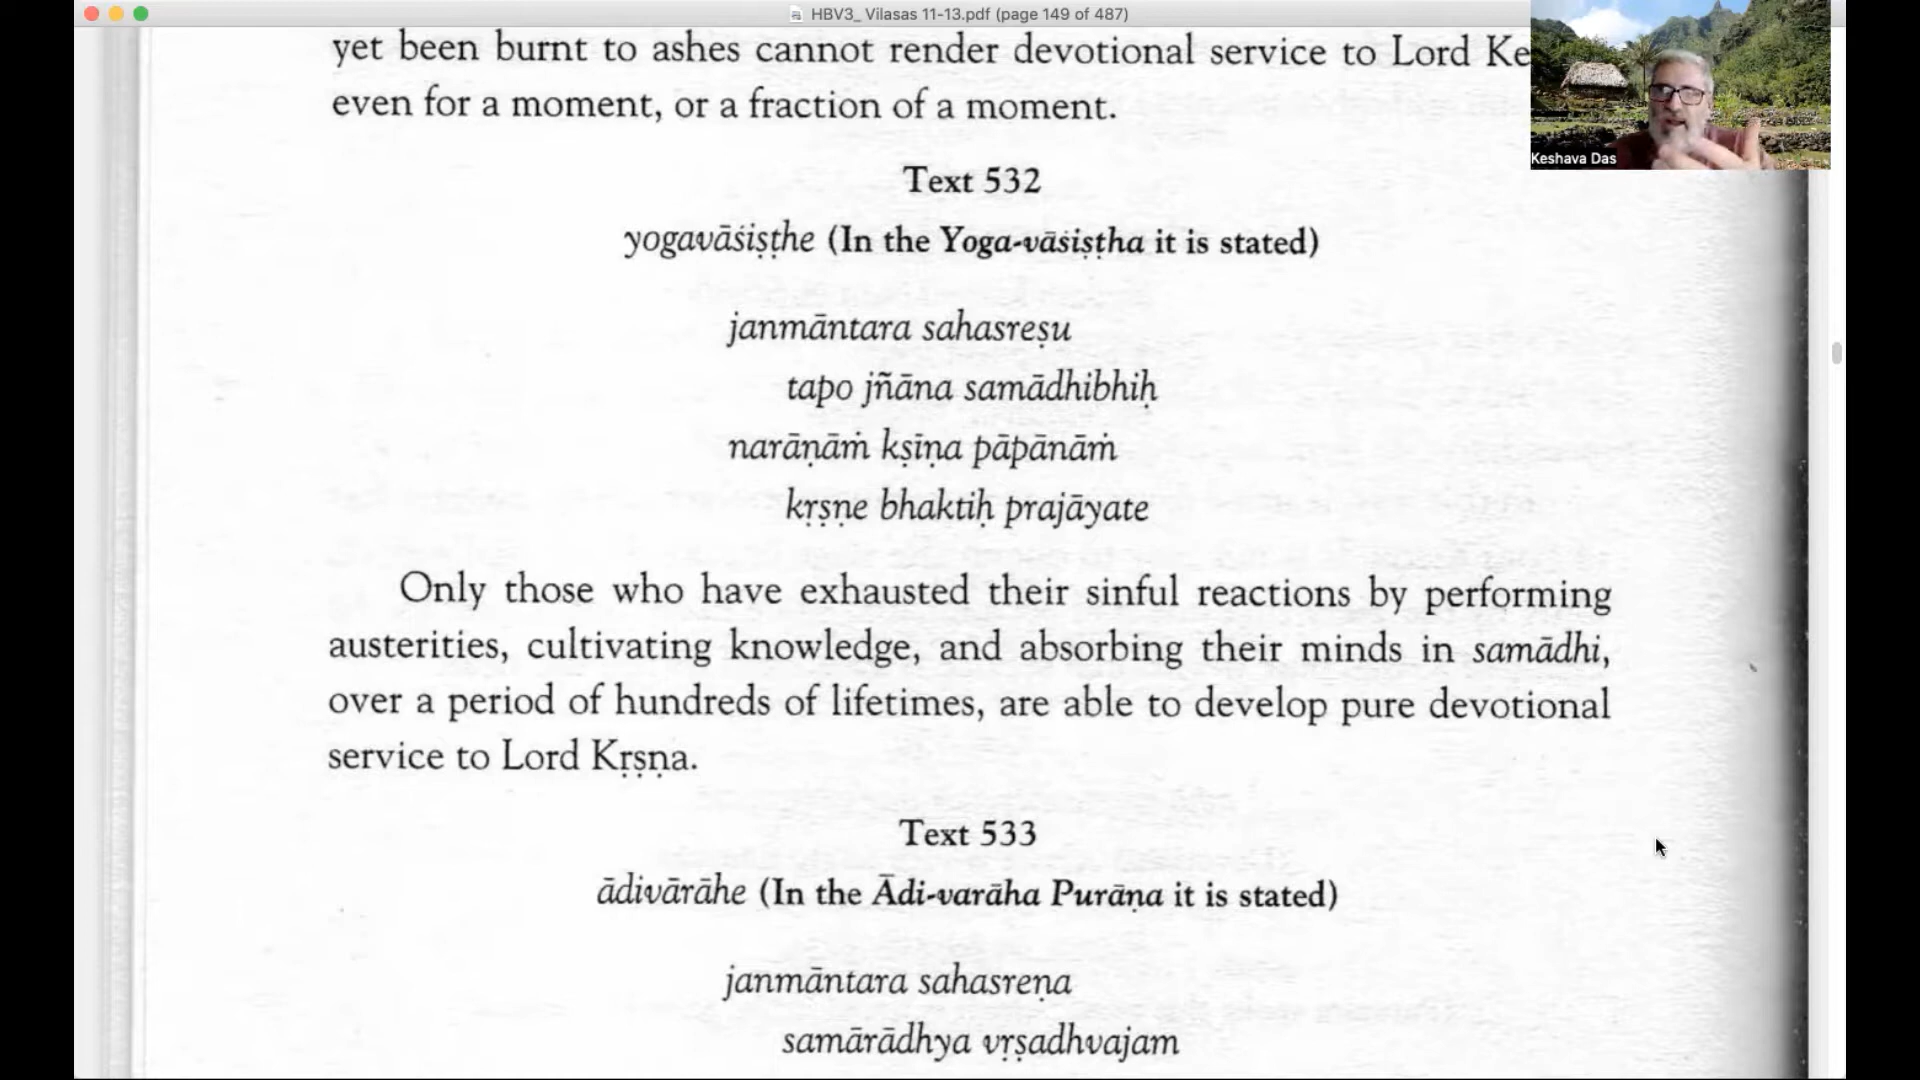 HBV3_ Vilasas 11-13.pdf (page 149 of 487)
yet been burnt to ashes cannot render devotional service to Lord Ke
even for a moment, or a fraction of a moment.
Keshava Das
Text 532
yogavāśiṣṭhe (In the Yoga-vāśiṣṭha it is stated)
janmāntara sahasreṣu
tapo jñāna samādhibhiḥ
narāṇāṁ kṣīṇa pāpānāṁ
kṛṣṇe bhaktiḥ prajāyate
Only those who have exhausted their sinful reactions by performing
austerities, cultivating knowledge, and absorbing their minds in samādhi,
over a period of hundreds of lifetimes, are able to develop pure devotional
service to Lord Kṛṣṇa.
Text 533
ādivārāhe (In the Ādi-varāha Purāṇa it is stated)
janmāntara sahasreṇa
samārādhya vṛṣadhvajam